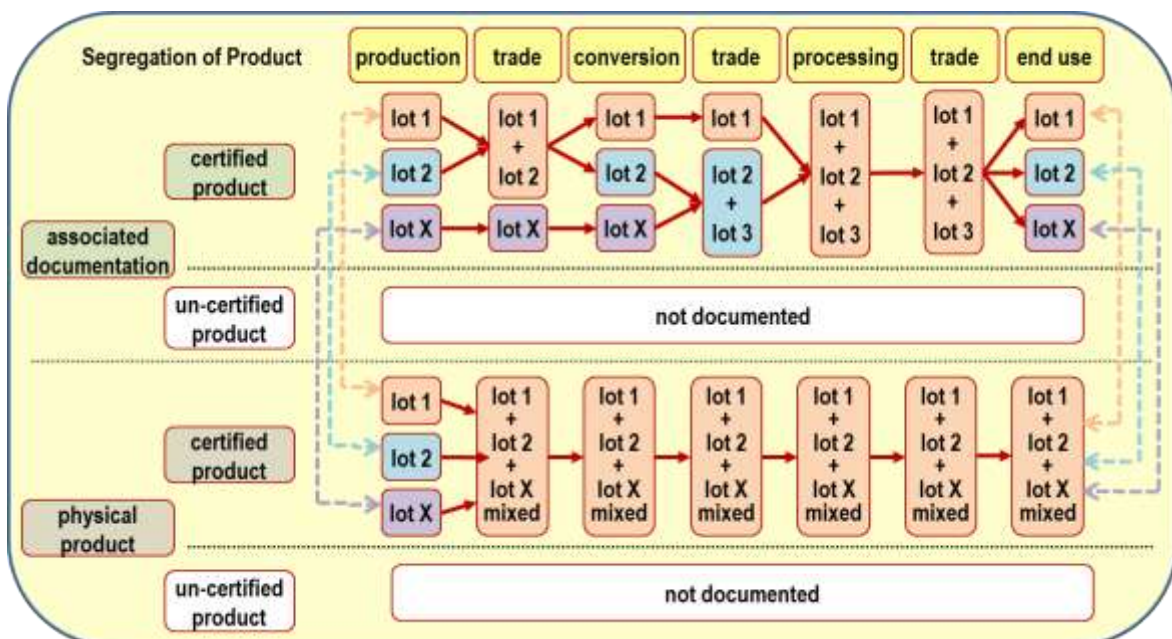 Segregation of Product
production
trade
conversion
trade
processing
trade
end use
associated
documentation
certified
product
lot 1
lot 2
lot X
lot 1
+
lot 2
lot X
lot 1
lot 2
lot X
lot 1
lot 2
+
lot 3
lot 1
+
lot 2
+
lot 3
lot 1
+
lot 2
+
lot 3
lot 1
lot 2
lot X
un-certified
product
not documented
physical
product
certified
product
lot 1
lot 2
lot X
lot 1
+
lot 2
+
lot X
mixed
lot 1
+
lot 2
+
lot X
mixed
lot 1
+
lot 2
+
lot X
mixed
lot 1
+
lot 2
+
lot X
mixed
lot 1
+
lot 2
+
lot X
mixed
lot 1
+
lot 2
+
lot X
mixed
un-certified
product
not documented